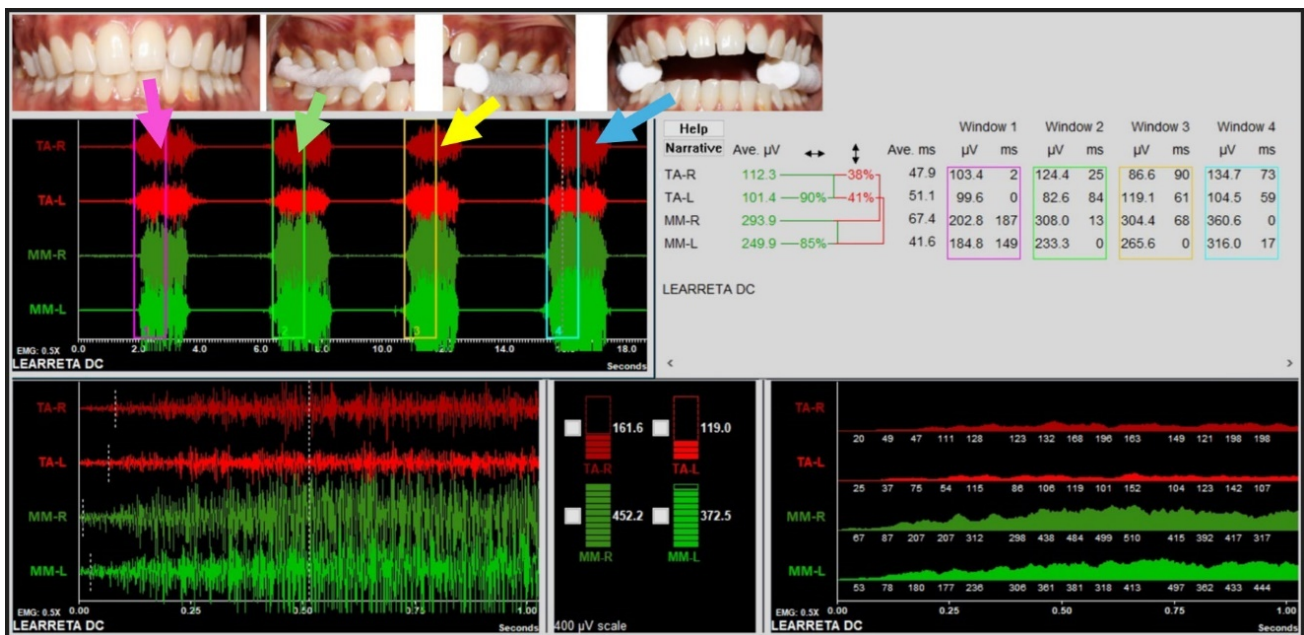 Help
Narrative
Window 1 Window 2 Window 3 Window 4
Ave. µV Ave. ms µV ms µV ms µV ms µV ms
TA-R 112.3 38% 47.9 103.4 2 124.4 25 86.6 90 134.7 73
TA-L 101.4 90% 41% 51.1 99.6 0 82.6 84 119.1 61 104.5 59
MM-R 293.9 67.4 202.8 187 308.0 13 304.4 68 360.6 0
MM-L 249.9 85% 41.6 184.8 149 233.3 0 265.6 0 316.0 17
LEARRETA DC
TA-R
TA-L
MM-R
MM-L
2 3 4
EMG: 0.5X 0.0 4.0 6.0 10.0 14.0 18.0
LEARRETA DC Seconds
TA-R
TA-L
MM-R
MM-L
EMG: 0.5X 0.00 0.25 0.50 0.75 1.00
LEARRETA DC Seconds
161.6 119.0
TA-R TA-L
452.2 372.5
MM-R MM-L
400 µV scale
TA-R
20 49 47 111 128 123 132 168 196 163 149 121 198 198
TA-L
25 37 75 54 115 86 106 119 101 152 104 123 142 107
MM-R
67 87 207 207 312 298 438 484 499 510 415 392 417 317
MM-L
53 78 180 177 236 306 361 381 318 413 497 362 433 444
EMG: 0.5X 0.00 0.25 0.50 0.75 1.00
LEARRETA DC Seconds